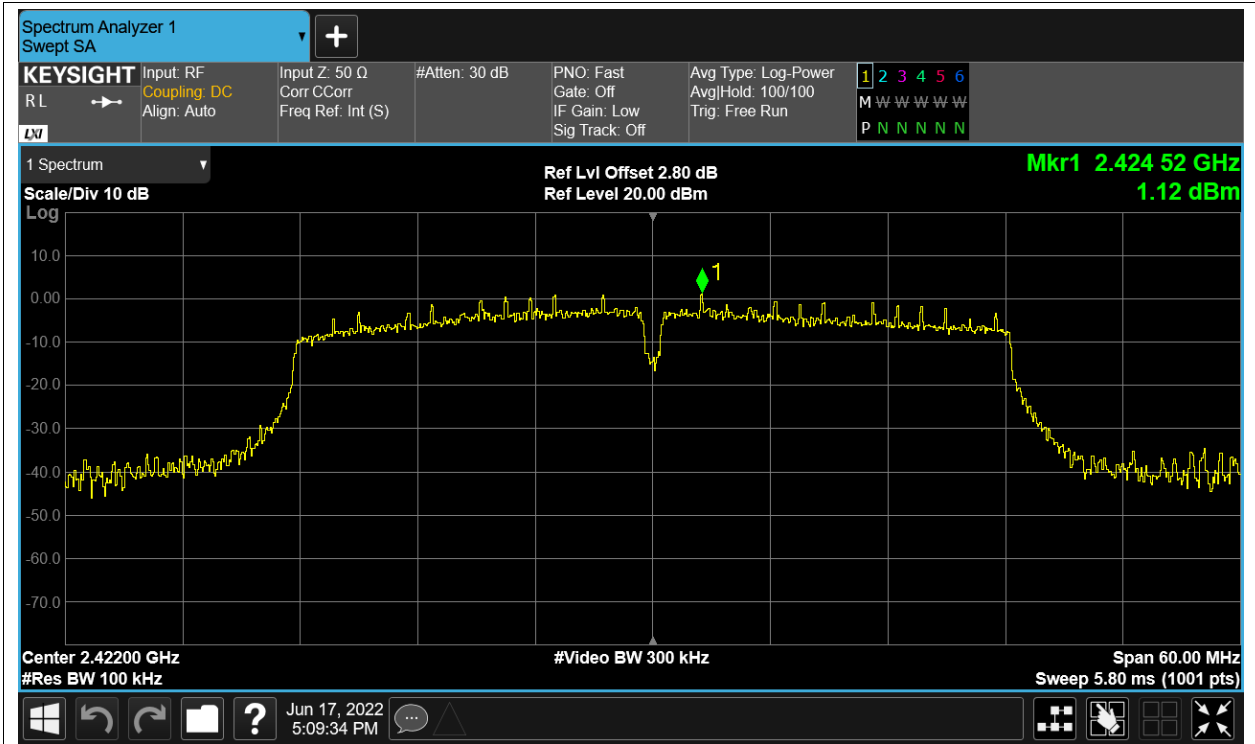 Spectrum Analyzer 1
Swept SA
KEYSIGHT
R L
LXI
Input: RF
Coupling: DC
Align: Auto
Input Z: 50 Ω
Corr CCorr
Freq Ref: Int (S)
#Atten: 30 dB
PNO: Fast
Gate: Off
IF Gain: Low
Sig Track: Off
Avg Type: Log-Power
Avg|Hold: 100/100
Trig: Free Run
1 2 3 4 5 6
M W W W W W
P N N N N N
1 Spectrum
Scale/Div 10 dB
Log
Ref Lvl Offset 2.80 dB
Ref Level 20.00 dBm
Mkr1 2.424 52 GHz
1.12 dBm
10.0
0.00
-10.0
-20.0
-30.0
-40.0
-50.0
-60.0
-70.0
1
Center 2.42200 GHz
#Res BW 100 kHz
#Video BW 300 kHz
Span 60.00 MHz
Sweep 5.80 ms (1001 pts)
?
Jun 17, 2022
5:09:34 PM